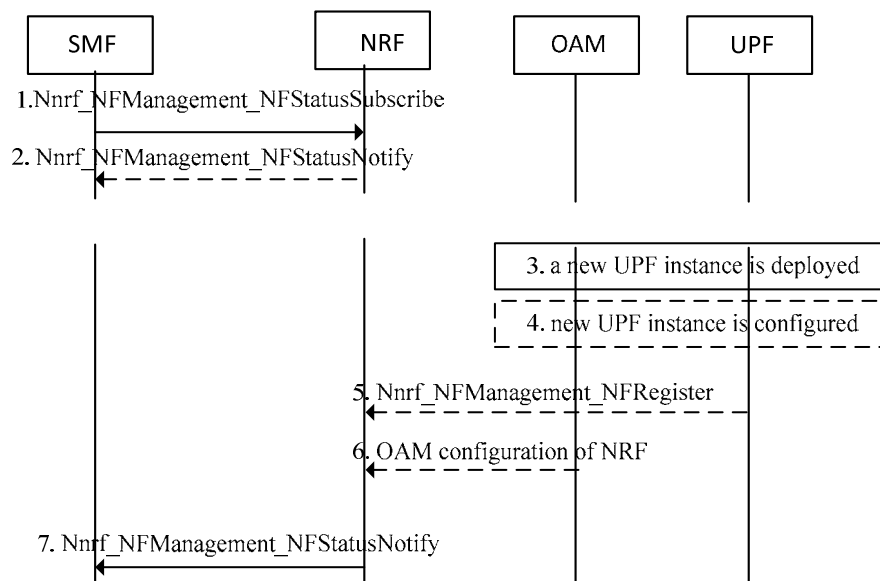 SMF
NRF
OAM
UPF
1.Nnrf_NFManagement_NFStatusSubscribe
2. Nnrf_NFManagement_NFStatusNotify
3. a new UPF instance is deployed
4. new UPF instance is configured
5. Nnrf_NFManagement_NFRegister
6. OAM configuration of NRF
7. Nnrf_NFManagement_NFStatusNotify